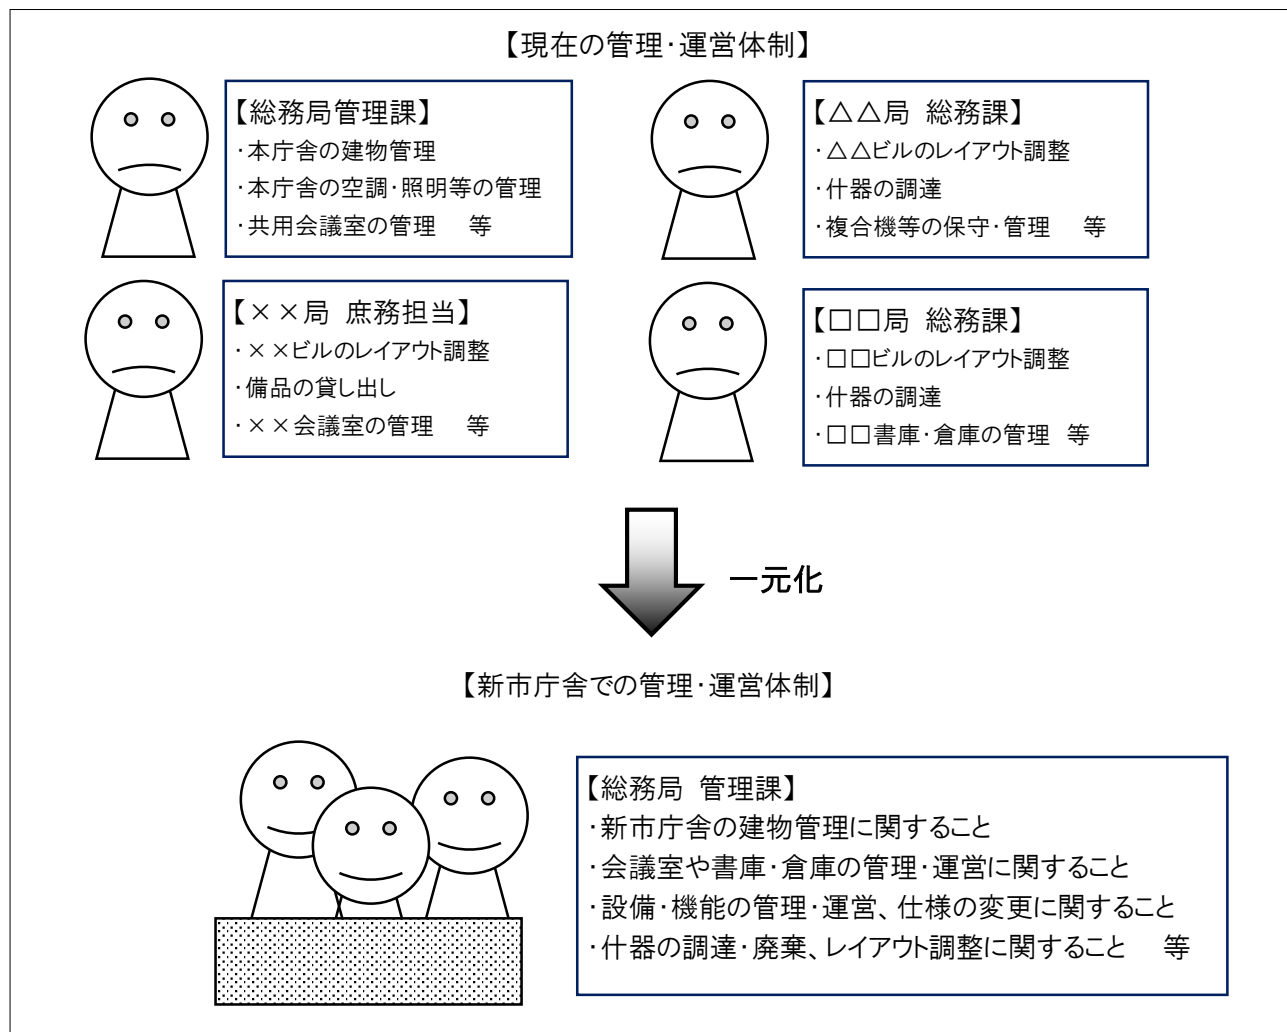 【現在の管理・運営体制】
【総務局管理課】
・本庁舎の建物管理
・本庁舎の空調・照明等の管理
・共用会議室の管理　等
【△△局 総務課】
・△△ビルのレイアウト調整
・什器の調達
・複合機等の保守・管理　等
【××局 庶務担当】
・××ビルのレイアウト調整
・備品の貸し出し
・××会議室の管理　等
【□□局 総務課】
・□□ビルのレイアウト調整
・什器の調達
・□□書庫・倉庫の管理 等
一元化
【新市庁舎での管理・運営体制】
【総務局 管理課】
・新市庁舎の建物管理に関すること
・会議室や書庫・倉庫の管理・運営に関すること
・設備・機能の管理・運営、仕様の変更に関すること
・什器の調達・廃棄、レイアウト調整に関すること　等